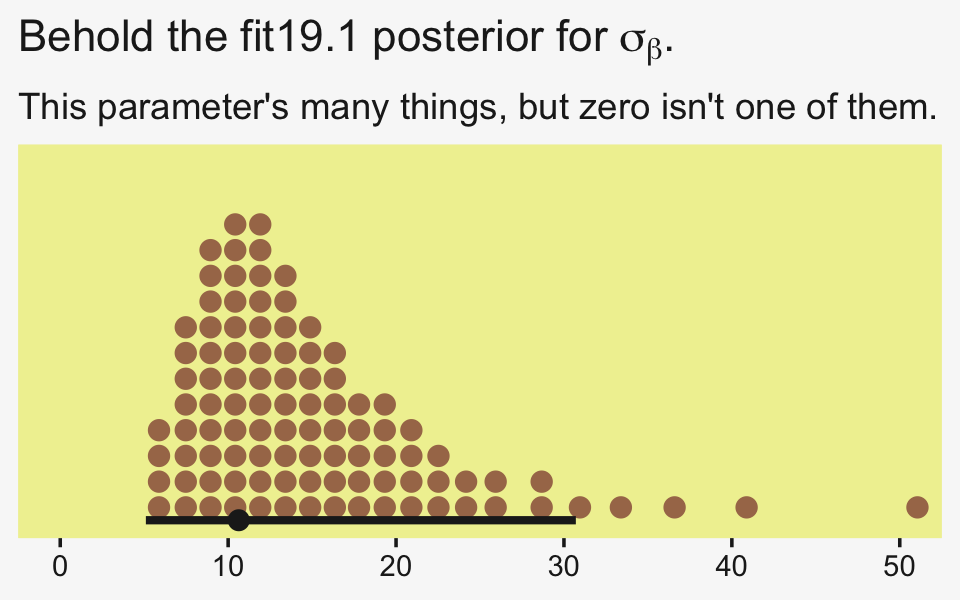 Behold the fit19.1 posterior for σβ.
This parameter's many things, but zero isn't one of them.
0 10 20 30 40 50